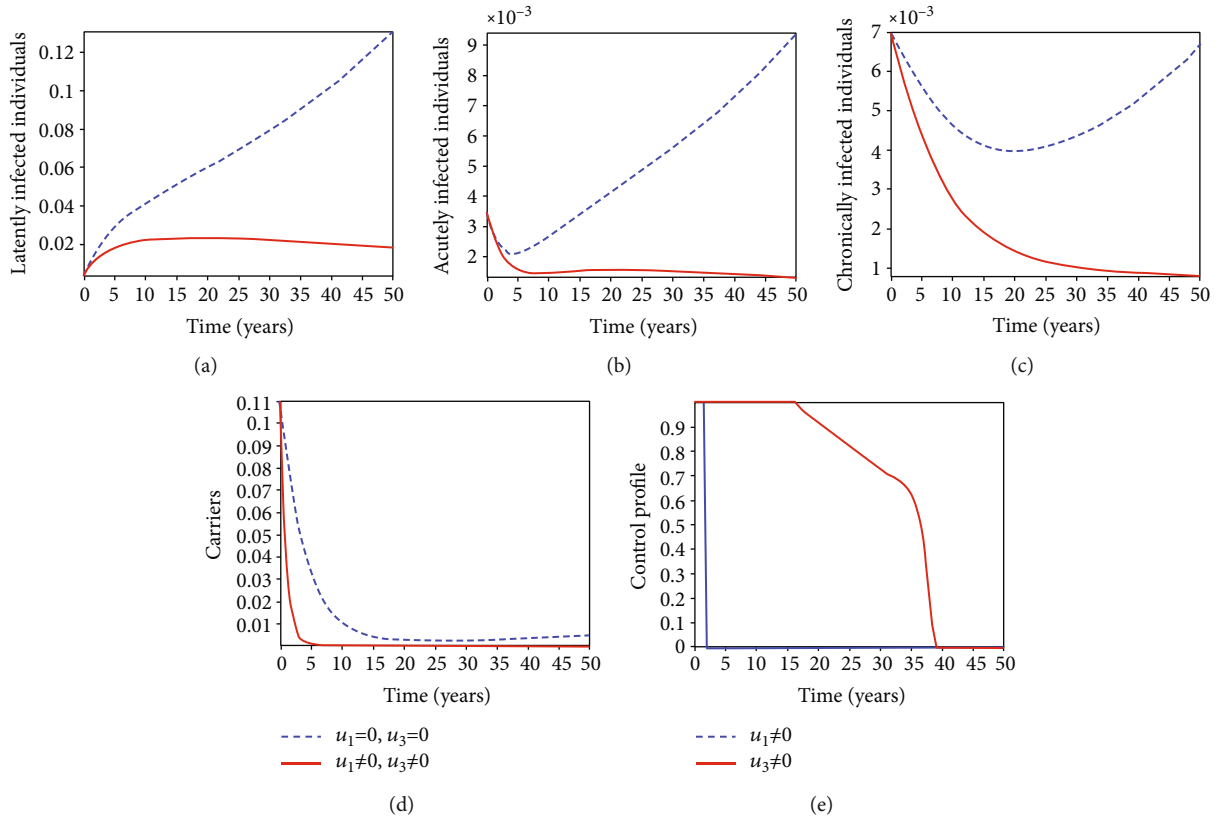 Latently infected individuals
0.12
0.1
0.08
0.06
0.04
0.02
0 5 10 15 20 25 30 35 40 45 50
Time (years)
(a)
×10⁻³
Acutely infected individuals
9
8
7
6
5
4
3
2
0 5 10 15 20 25 30 35 40 45 50
Time (years)
(b)
×10⁻³
Chronically infected individuals
7
6
5
4
3
2
1
0 5 10 15 20 25 30 35 40 45 50
Time (years)
(c)
Carriers
0.11
0.1
0.09
0.08
0.07
0.06
0.05
0.04
0.03
0.02
0.01
0 5 10 15 20 25 30 35 40 45 50
Time (years)
u₁=0, u₃=0
u₁≠0, u₃≠0
(d)
Control profile
0.9
0.8
0.7
0.6
0.5
0.4
0.3
0.2
0.1
0
0 5 10 15 20 25 30 35 40 45 50
Time (years)
u₁≠0
u₃≠0
(e)